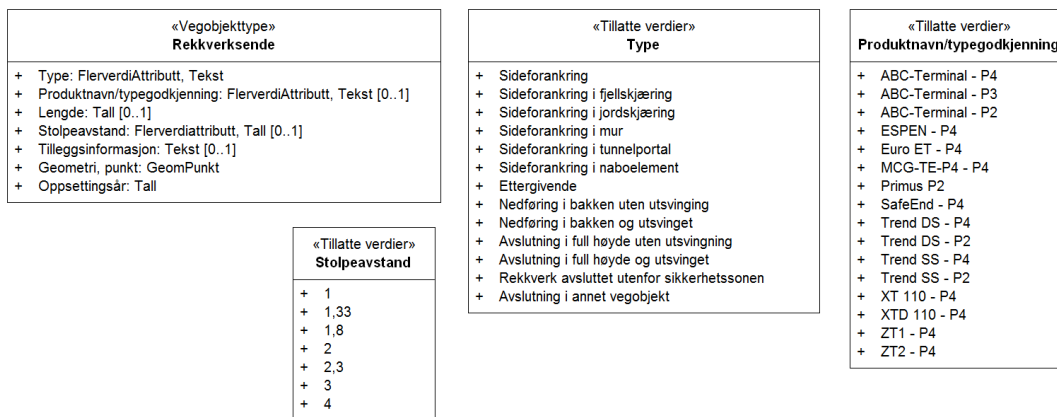 «Vegobjekttype»
Rekkverksende
+ Type: FlerverdiAttributt, Tekst
+ Produktnavn/typegodkjenning: FlerverdiAttributt, Tekst [0..1]
+ Lengde: Tall [0..1]
+ Stolpeavstand: Flerverdiattributt, Tall [0..1]
+ Tilleggsinformasjon: Tekst [0..1]
+ Geometri, punkt: GeomPunkt
+ Oppsettingsår: Tall
«Tillatte verdier»
Stolpeavstand
+ 1
+ 1,33
+ 1,8
+ 2
+ 2,3
+ 3
+ 4
«Tillatte verdier»
Type
+ Sideforankring
+ Sideforankring i fjellskjæring
+ Sideforankring i jordskjæring
+ Sideforankring i mur
+ Sideforankring i tunnelportal
+ Sideforankring i naboelement
+ Ettergivende
+ Nedføring i bakken uten utsvinging
+ Nedføring i bakken og utsvinget
+ Avslutning i full høyde uten utsvingning
+ Avslutning i full høyde og utsvinget
+ Rekkverk avsluttet utenfor sikkerhetssonen
+ Avslutning i annet vegobjekt
«Tillatte verdier»
Produktnavn/typegodkjenning
+ ABC-Terminal - P4
+ ABC-Terminal - P3
+ ABC-Terminal - P2
+ ESPEN - P4
+ Euro ET - P4
+ MCG-TE-P4 - P4
+ Primus P2
+ SafeEnd - P4
+ Trend DS - P4
+ Trend DS - P2
+ Trend SS - P4
+ Trend SS - P2
+ XT 110 - P4
+ XTD 110 - P4
+ ZT1 - P4
+ ZT2 - P4